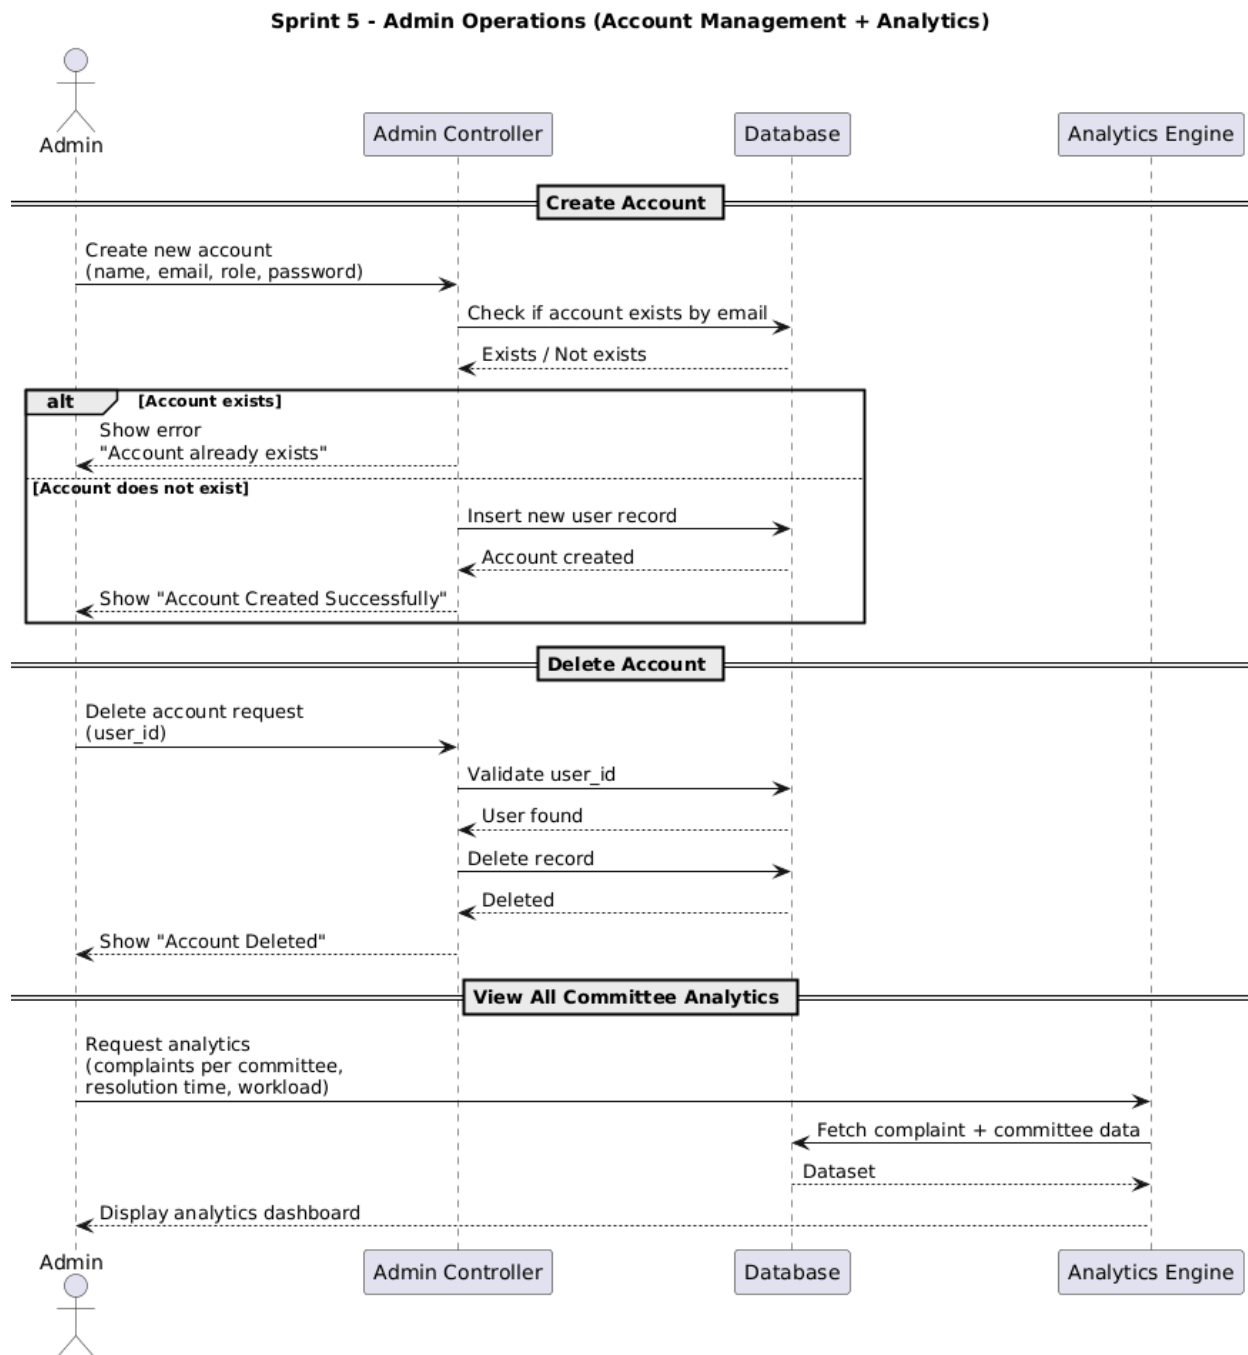 Sprint 5 - Admin Operations (Account Management + Analytics)
Admin
Admin Controller
Database
Analytics Engine
Create Account
Create new account
(name, email, role, password)
Check if account exists by email
Exists / Not exists
alt
[Account exists]
Show error
"Account already exists"
[Account does not exist]
Insert new user record
Account created
Show "Account Created Successfully"
Delete Account
Delete account request
(user_id)
Validate user_id
User found
Delete record
Deleted
Show "Account Deleted"
View All Committee Analytics
Request analytics
(complaints per committee,
resolution time, workload)
Fetch complaint + committee data
Dataset
Display analytics dashboard
Admin
Admin Controller
Database
Analytics Engine